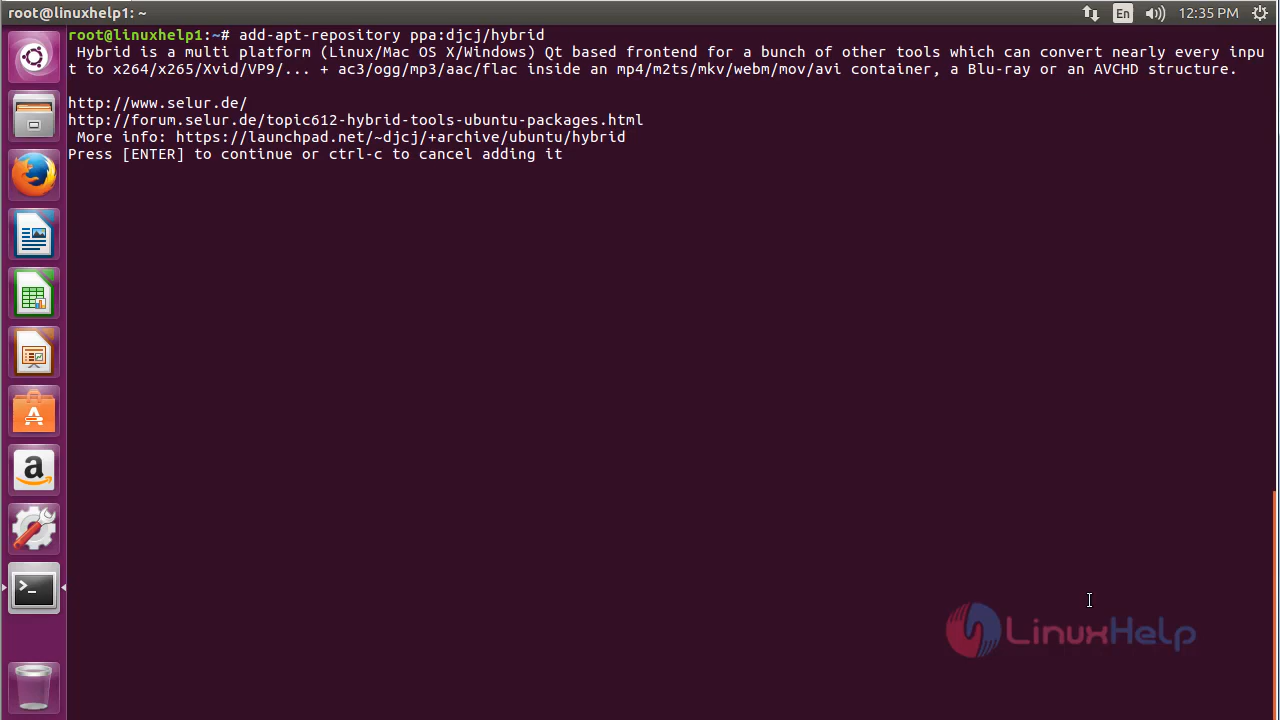 root@linuxhelp1: ~
En
12:35 PM
root@linuxhelp1:~# add-apt-repository ppa:djcj/hybrid
 Hybrid is a multi platform (Linux/Mac OS X/Windows) Qt based frontend for a bunch of other tools which can convert nearly every inpu
t to x264/x265/Xvid/VP9/... + ac3/ogg/mp3/aac/flac inside an mp4/m2ts/mkv/webm/mov/avi container, a Blu-ray or an AVCHD structure.
http://www.selur.de/
http://forum.selur.de/topic612-hybrid-tools-ubuntu-packages.html
 More info: https://launchpad.net/~djcj/+archive/ubuntu/hybrid
Press [ENTER] to continue or ctrl-c to cancel adding it
LinuxHelp